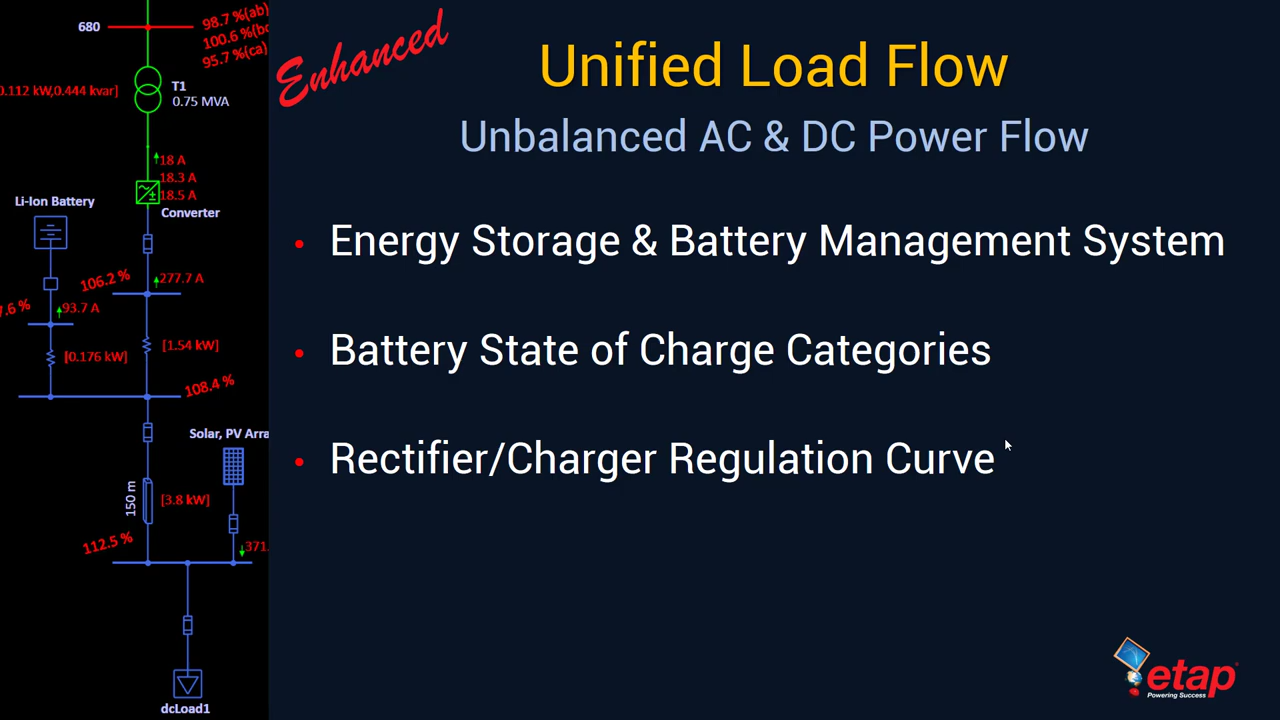 680
98.7 %(ab)
100.6 %(bc
95.7 %(ca)
Enhanced
Unified Load Flow
0.112 kW,0.444 kvar]
T1
0.75 MVA
Unbalanced AC & DC Power Flow
18 A
18.3 A
18.5 A
Li-Ion Battery
Converter
• Energy Storage & Battery Management System
106.2 %
277.7 A
7.6 %
93.7 A
[0.176 kW]
[1.54 kW]
• Battery State of Charge Categories
108.4 %
Solar, PV Arra
• Rectifier/Charger Regulation Curve
150 m
[3.8 kW]
112.5 %
371.
dcLoad1
etap
Powering Success